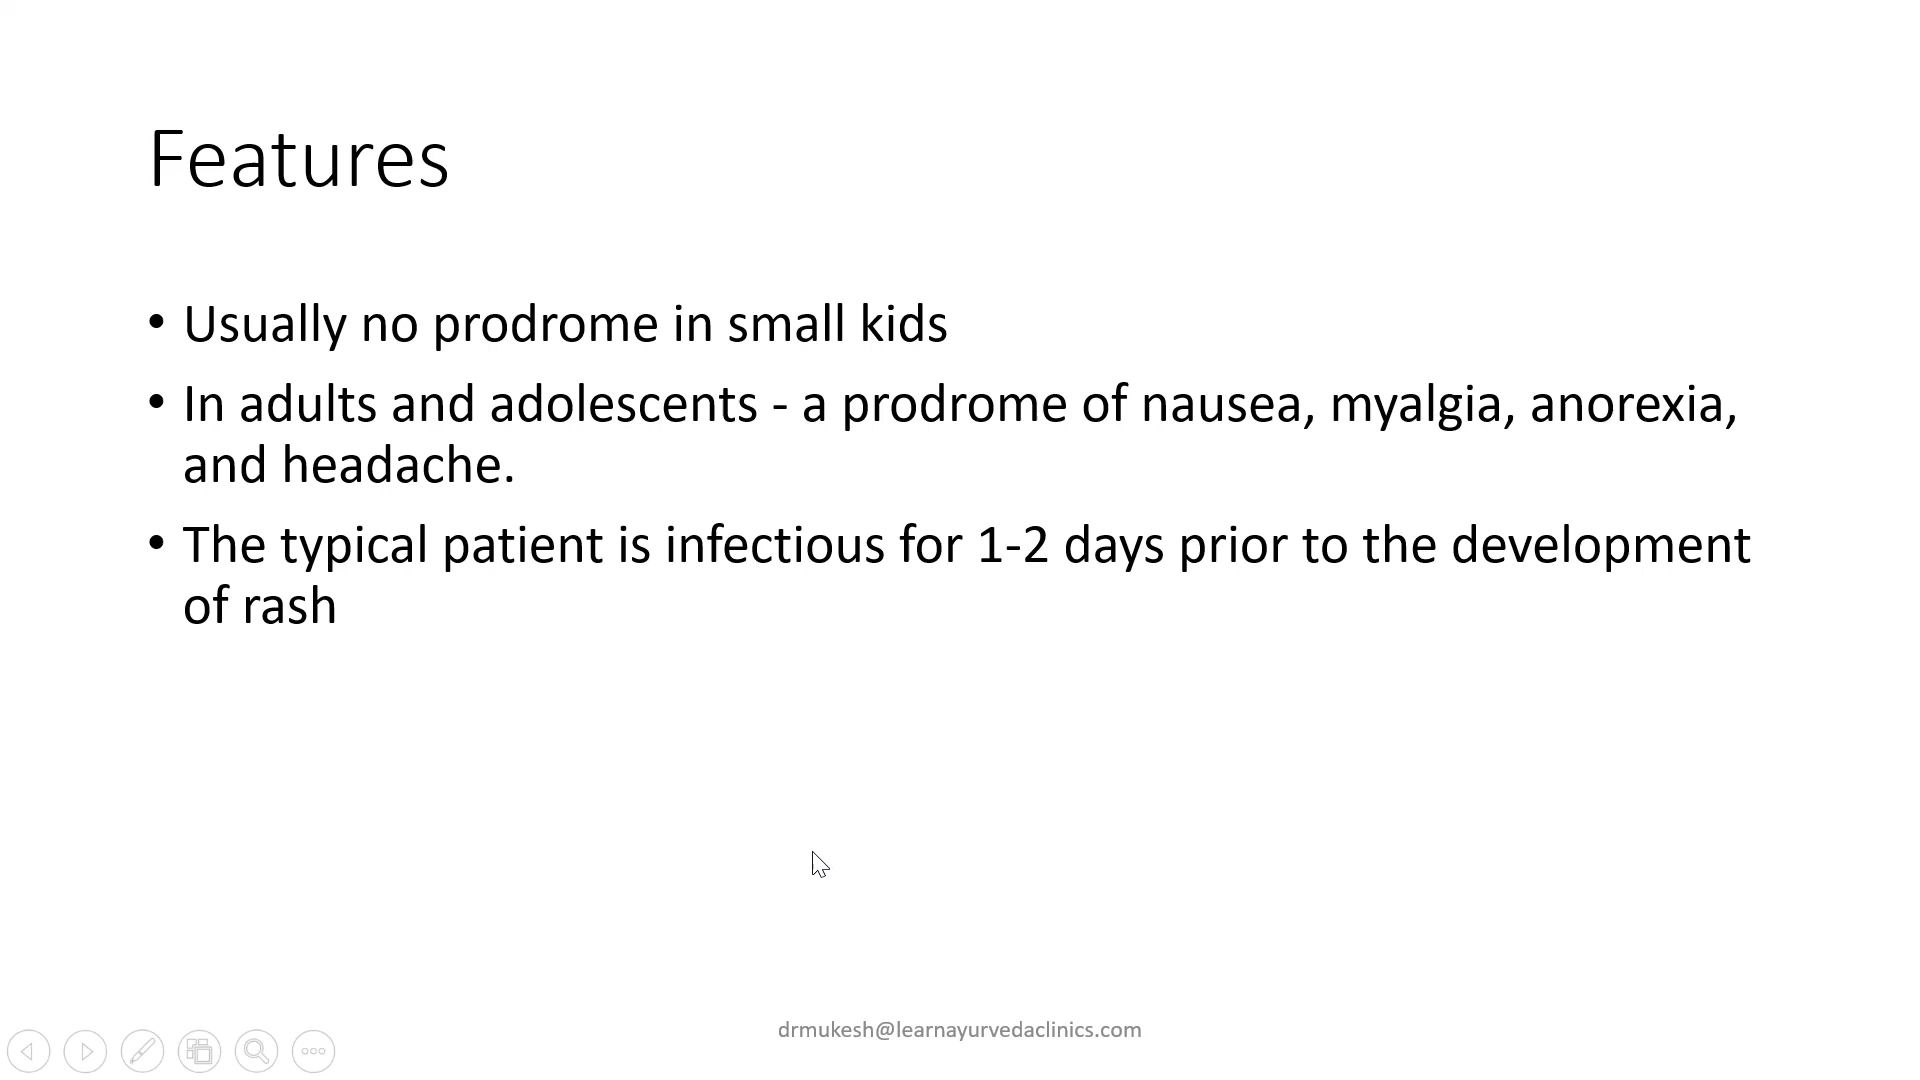 Features
• Usually no prodrome in small kids
• In adults and adolescents - a prodrome of nausea, myalgia, anorexia,
and headache.
• The typical patient is infectious for 1-2 days prior to the development
of rash
drmukesh@learnayurvedaclinics.com